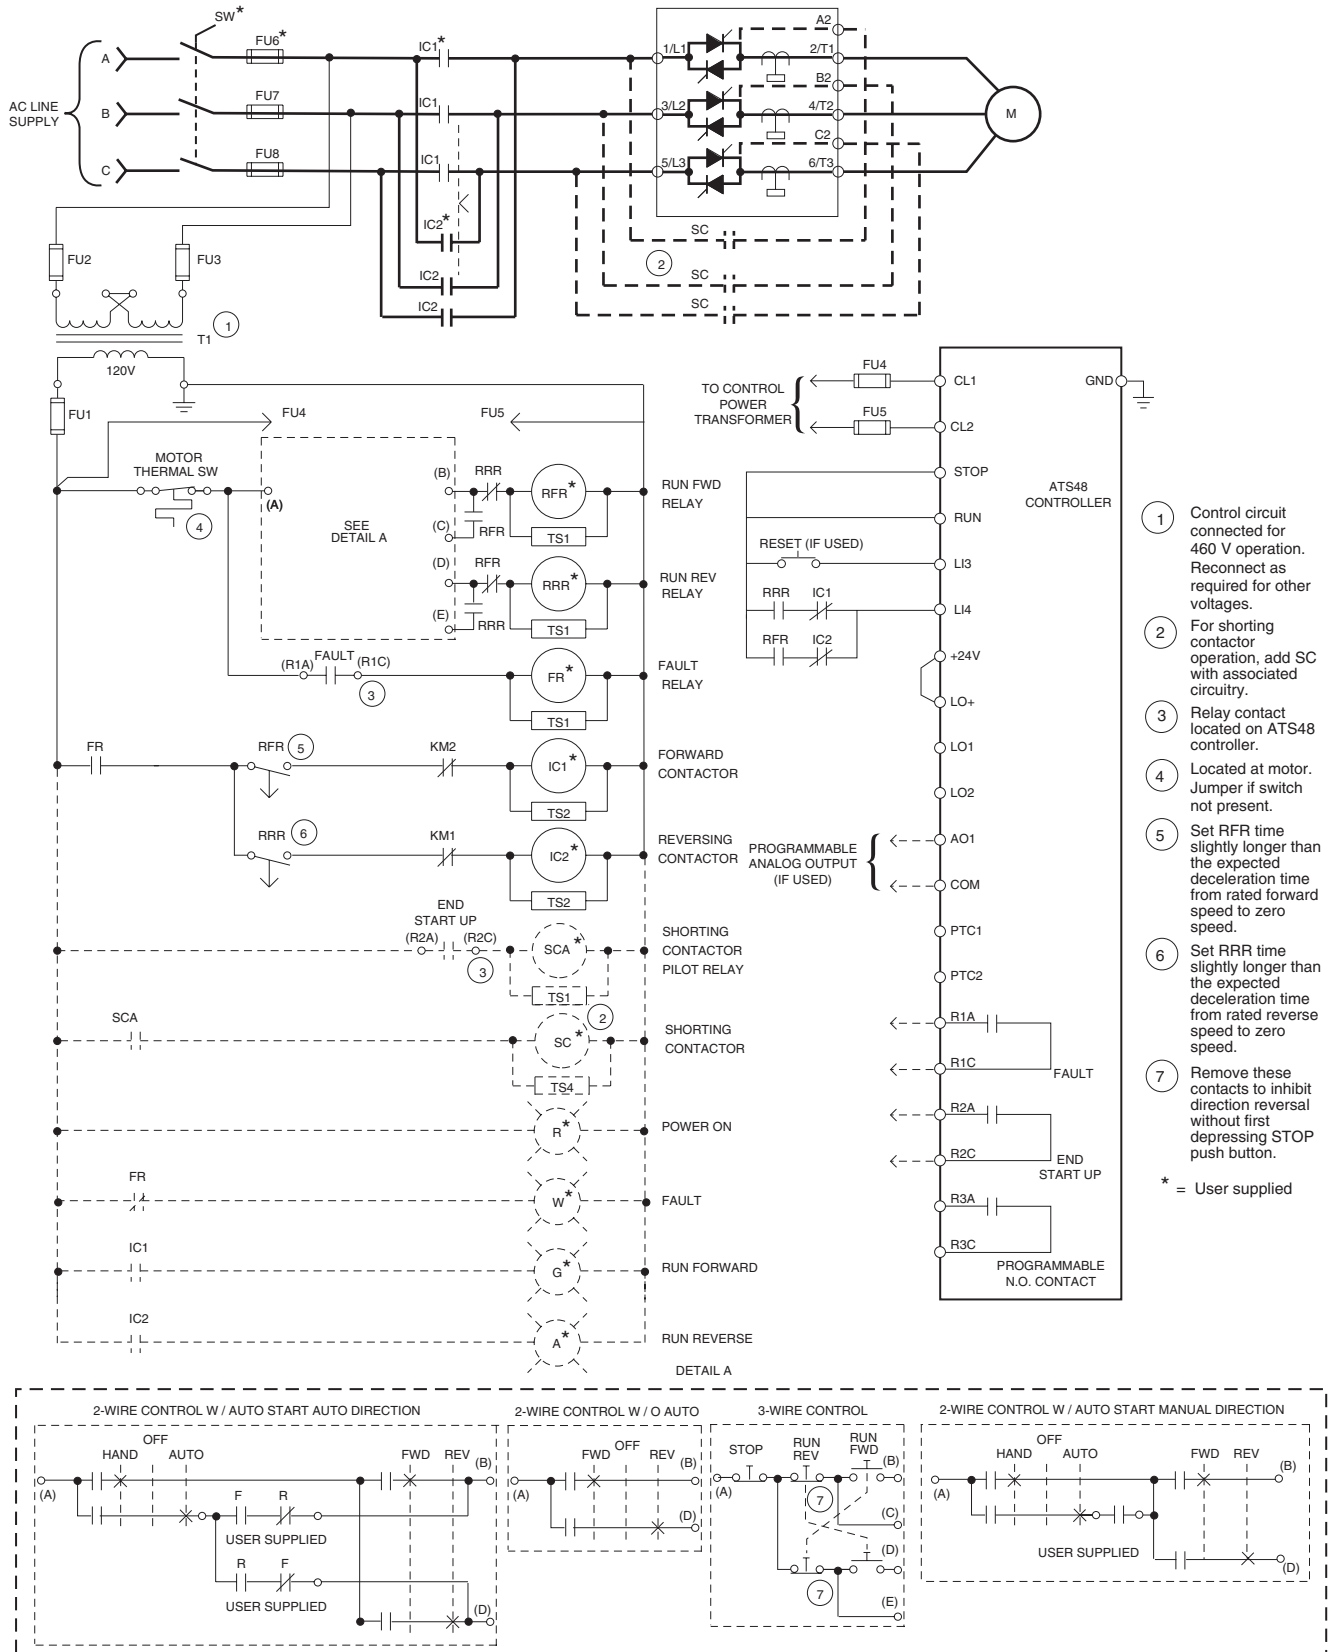 SW*
A
B
C
AC LINE
SUPPLY
FU6*
FU7
FU8
IC1*
IC1
IC1
IC2*
IC2
IC2
1/L1
3/L2
5/L3
A2
2/T1
B2
4/T2
C2
6/T3
M
SC
SC
SC
2
FU2
FU3
T1
1
120V
FU1
FU4
FU5
MOTOR
THERMAL SW
4
(A)
SEE
DETAIL A
(B)
(C)
(D)
(E)
RRR
RFR
RFR*
TS1
RUN FWD
RELAY
RFR
RRR
RRR*
TS1
RUN REV
RELAY
(R1A)
FAULT
(R1C)
3
FR*
TS1
FAULT
RELAY
FR
RFR
5
KM2
IC1*
TS2
FORWARD
CONTACTOR
RRR
6
KM1
IC2*
TS2
REVERSING
CONTACTOR
END
START UP
(R2A)
(R2C)
3
SCA*
TS1
SHORTING
CONTACTOR
PILOT RELAY
SCA
2
SC*
TS4
SHORTING
CONTACTOR
R*
POWER ON
FR
W*
FAULT
IC1
G*
RUN FORWARD
IC2
A*
RUN REVERSE
TO CONTROL
POWER
TRANSFORMER
FU4
FU5
CL1
CL2
GND
STOP
RUN
ATS48
CONTROLLER
RESET (IF USED)
LI3
RRR
IC1
LI4
RFR
IC2
+24V
LO+
LO1
LO2
PROGRAMMABLE
ANALOG OUTPUT
(IF USED)
AO1
COM
PTC1
PTC2
R1A
R1C
FAULT
R2A
R2C
END
START UP
R3A
R3C
PROGRAMMABLE
N.O. CONTACT
1
Control circuit
connected for
460 V operation.
Reconnect as
required for other
voltages.
2
For shorting
contactor
operation, add SC
with associated
circuitry.
3
Relay contact
located on ATS48
controller.
4
Located at motor.
Jumper if switch
not present.
5
Set RFR time
slightly longer than
the expected
deceleration time
from rated forward
speed to zero
speed.
6
Set RRR time
slightly longer than
the expected
deceleration time
from rated reverse
speed to zero
speed.
7
Remove these
contacts to inhibit
direction reversal
without first
depressing STOP
push button.
* = User supplied
DETAIL A
2-WIRE CONTROL W / AUTO START AUTO DIRECTION
OFF
HAND
AUTO
FWD
REV
(A)
(B)
F
R
USER SUPPLIED
R
F
USER SUPPLIED
(D)
2-WIRE CONTROL W / O AUTO
FWD
OFF
REV
(A)
(B)
(D)
3-WIRE CONTROL
STOP
RUN
REV
RUN
FWD
(A)
(B)
7
(C)
(D)
7
(E)
2-WIRE CONTROL W / AUTO START MANUAL DIRECTION
OFF
HAND
AUTO
FWD
REV
(A)
(B)
USER SUPPLIED
(D)